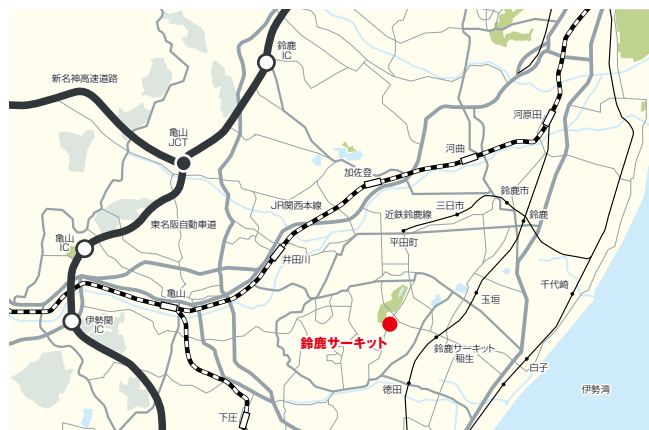 鈴鹿
IC
新名神高速道路
河原田
亀山
JCT
河曲
加佐登
鈴鹿市
JR関西本線
三日市
近鉄鈴鹿線
鈴鹿
東名阪自動車道
亀山
IC
平田町
井田川
千代崎
亀山
玉垣
伊勢関
IC
鈴鹿サーキット
鈴鹿サーキット
稲生
白子
徳田
伊勢湾
下庄